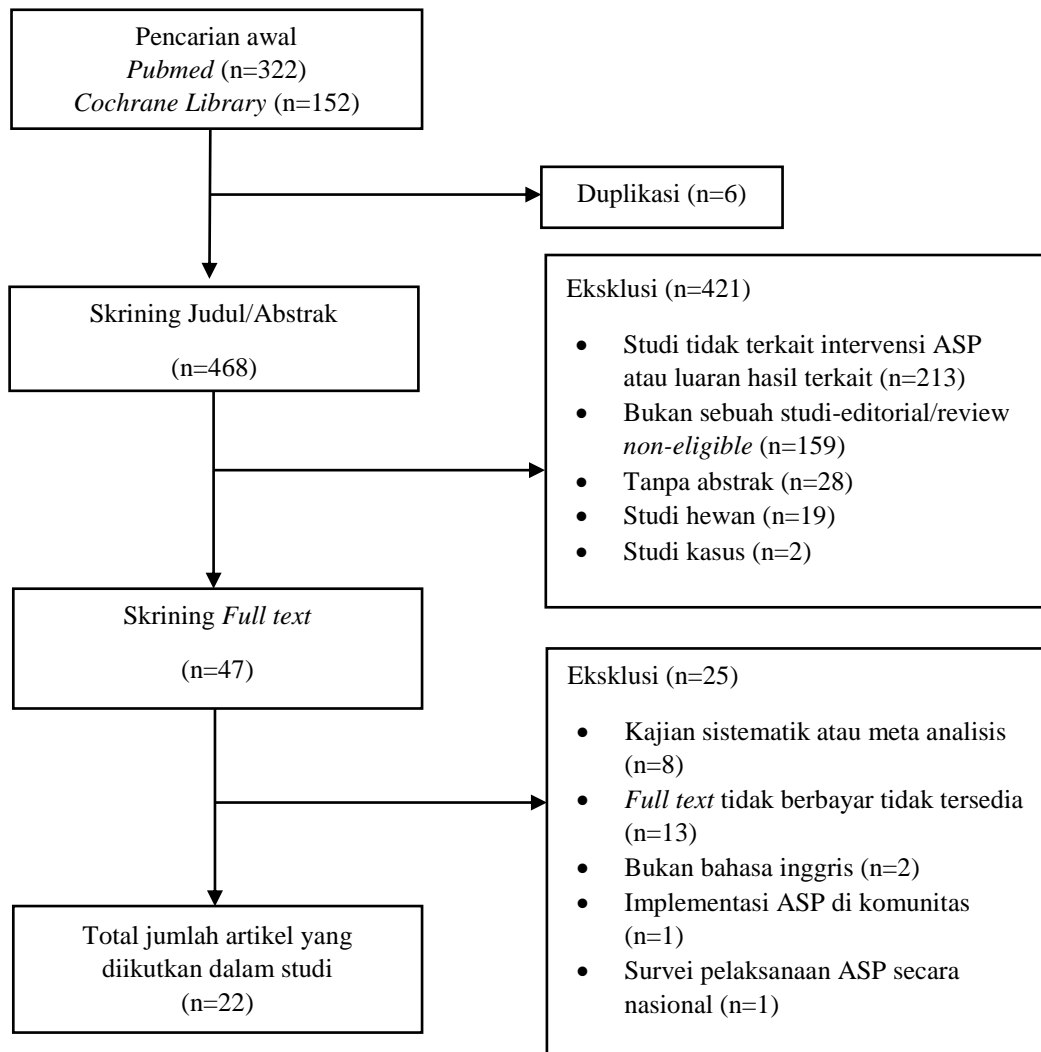 Pencarian awal
Pubmed (n=322)
Cochrane Library (n=152)
Duplikasi (n=6)
Skrining Judul/Abstrak
(n=468)
Eksklusi (n=421)
• Studi tidak terkait intervensi ASP
atau luaran hasil terkait (n=213)
• Bukan sebuah studi-editorial/review
non-eligible (n=159)
• Tanpa abstrak (n=28)
• Studi hewan (n=19)
• Studi kasus (n=2)
Skrining Full text
(n=47)
Eksklusi (n=25)
• Kajian sistematik atau meta analisis
(n=8)
• Full text tidak berbayar tidak tersedia
(n=13)
• Bukan bahasa inggris (n=2)
• Implementasi ASP di komunitas
(n=1)
• Survei pelaksanaan ASP secara
nasional (n=1)
Total jumlah artikel yang
diikutkan dalam studi
(n=22)